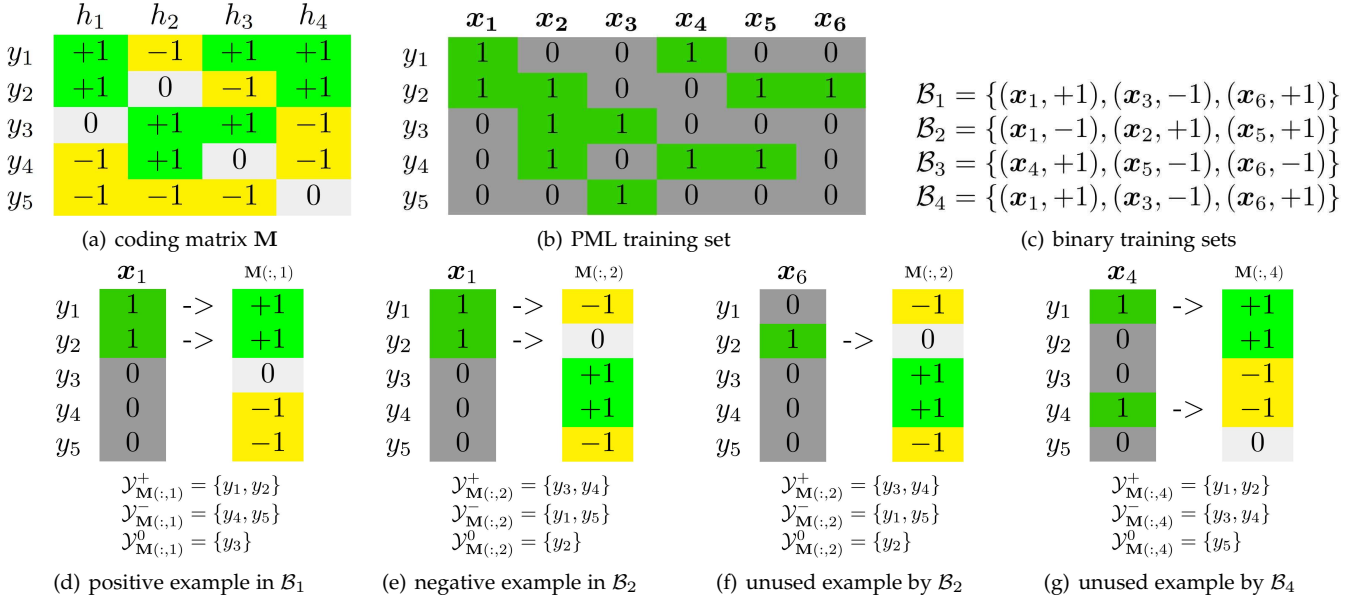 h₁ h₂ h₃ h₄
y₁ +1 −1 +1 +1
y₂ +1 0 −1 +1
y₃ 0 +1 +1 −1
y₄ −1 +1 0 −1
y₅ −1 −1 −1 0
(a) coding matrix M
x₁ x₂ x₃ x₄ x₅ x₆
y₁ 1 0 0 1 0 0
y₂ 1 1 0 0 1 1
y₃ 0 1 1 0 0 0
y₄ 0 1 0 1 1 0
y₅ 0 0 1 0 0 0
(b) PML training set
ℬ₁ = {(x₁, +1), (x₃, −1), (x₆, +1)}
ℬ₂ = {(x₁, −1), (x₂, +1), (x₅, +1)}
ℬ₃ = {(x₄, +1), (x₅, −1), (x₆, −1)}
ℬ₄ = {(x₁, +1), (x₃, −1), (x₆, +1)}
(c) binary training sets
x₁ M(:,1)
y₁ 1 -> +1
y₂ 1 -> +1
y₃ 0 0
y₄ 0 −1
y₅ 0 −1
𝒴⁺M(:,1) = {y₁, y₂}
𝒴⁻M(:,1) = {y₄, y₅}
𝒴⁰M(:,1) = {y₃}
(d) positive example in ℬ₁
x₁ M(:,2)
y₁ 1 -> −1
y₂ 1 -> 0
y₃ 0 +1
y₄ 0 +1
y₅ 0 −1
𝒴⁺M(:,2) = {y₃, y₄}
𝒴⁻M(:,2) = {y₁, y₅}
𝒴⁰M(:,2) = {y₂}
(e) negative example in ℬ₂
x₆ M(:,2)
y₁ 0 −1
y₂ 1 -> 0
y₃ 0 +1
y₄ 0 +1
y₅ 0 −1
𝒴⁺M(:,2) = {y₃, y₄}
𝒴⁻M(:,2) = {y₁, y₅}
𝒴⁰M(:,2) = {y₂}
(f) unused example by ℬ₂
x₄ M(:,4)
y₁ 1 -> +1
y₂ 0 +1
y₃ 0 −1
y₄ 1 -> −1
y₅ 0 0
𝒴⁺M(:,4) = {y₁, y₂}
𝒴⁻M(:,4) = {y₃, y₄}
𝒴⁰M(:,4) = {y₅}
(g) unused example by ℬ₄